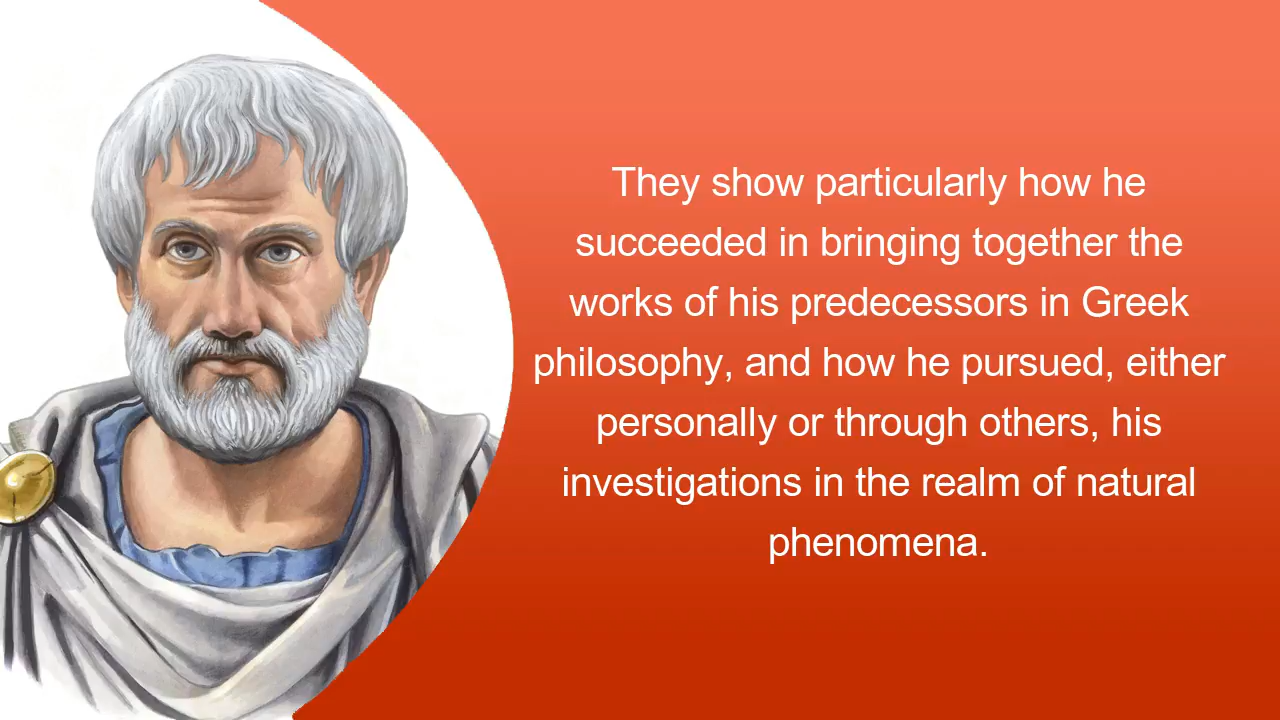 They show particularly how he
succeeded in bringing together the
works of his predecessors in Greek
philosophy, and how he pursued, either
personally or through others, his
investigations in the realm of natural
phenomena.